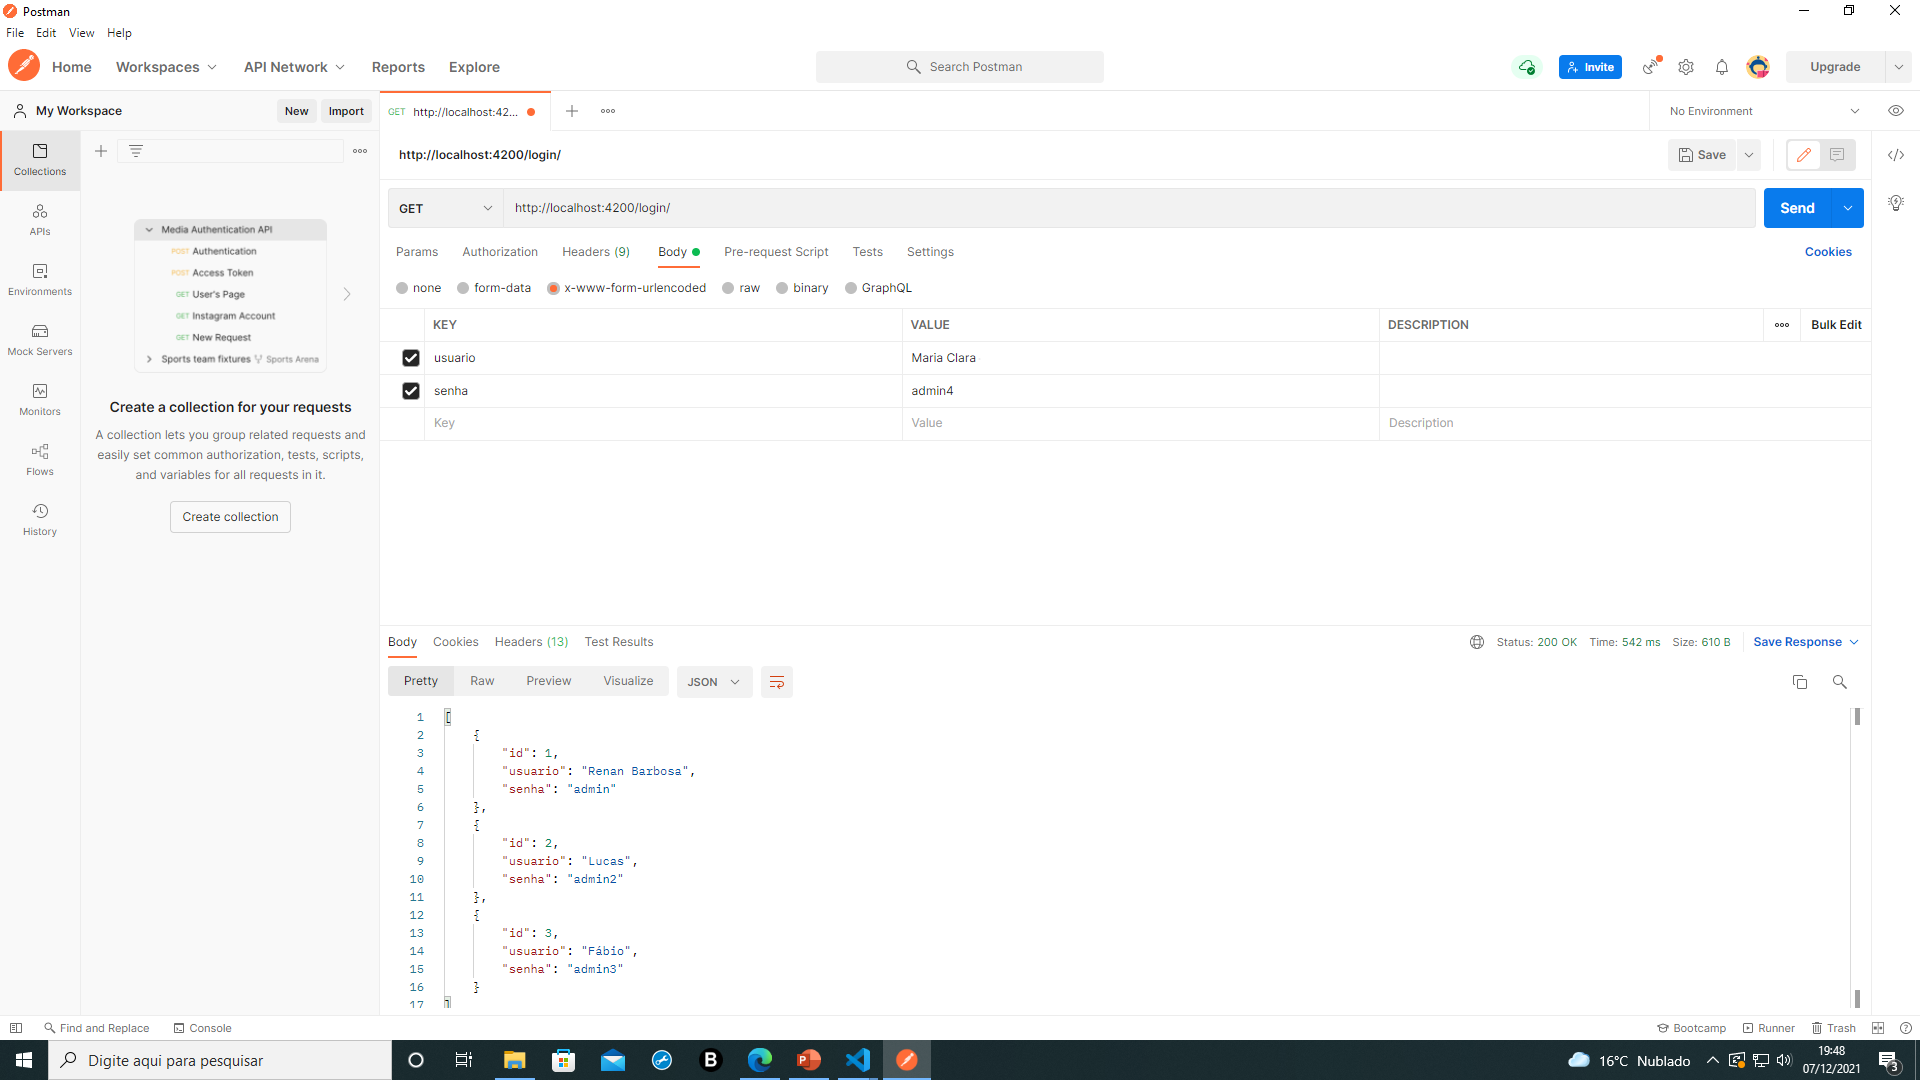 Postman
File Edit View Help
Home Workspaces API Network Reports Explore Search Postman Invite Upgrade
My Workspace New Import GET http://localhost:42... No Environment
http://localhost:4200/login/ Save
GET http://localhost:4200/login/ Send
Params Authorization Headers (9) Body Pre-request Script Tests Settings Cookies
none form-data x-www-form-urlencoded raw binary GraphQL
KEY VALUE DESCRIPTION Bulk Edit
usuario Maria Clara
senha admin4
Key Value Description
Collections
APIs
Environments
Mock Servers
Monitors
Flows
History
Media Authentication API
POST Authentication
POST Access Token
GET User's Page
GET Instagram Account
GET New Request
Sports team fixtures Sports Arena
Create a collection for your requests
A collection lets you group related requests and
easily set common authorization, tests, scripts,
and variables for all requests in it.
Create collection
Body Cookies Headers (13) Test Results Status: 200 OK Time: 542 ms Size: 610 B Save Response
Pretty Raw Preview Visualize JSON
1 [
2 {
3 "id": 1,
4 "usuario": "Renan Barbosa",
5 "senha": "admin"
6 },
7 {
8 "id": 2,
9 "usuario": "Lucas",
10 "senha": "admin2"
11 },
12 {
13 "id": 3,
14 "usuario": "Fábio",
15 "senha": "admin3"
16 }
17 ]
Find and Replace Console Bootcamp Runner Trash
Digite aqui para pesquisar 16°C Nublado 19:48
07/12/2021 3